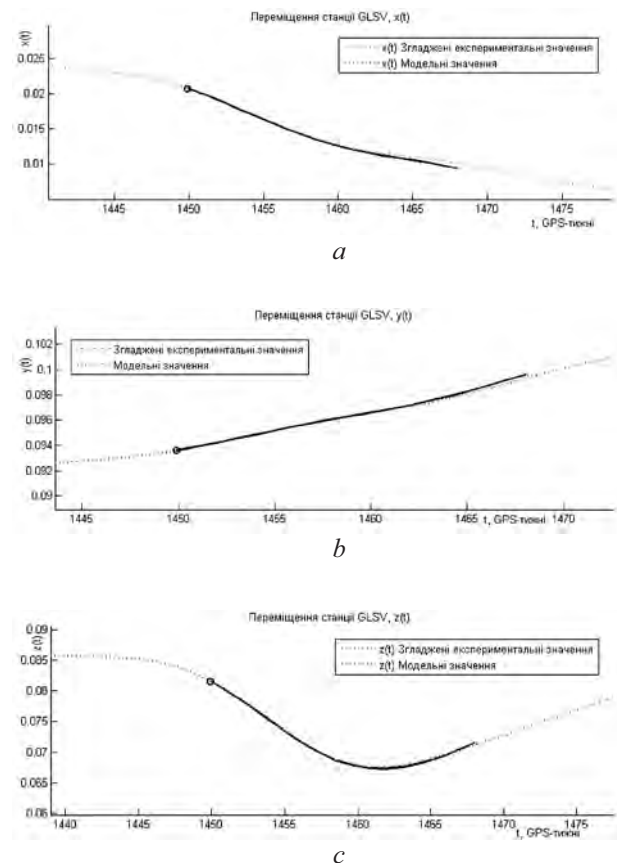 Переміщення станції GLSV, x(t)
x(t)
x(t) Згладжені експериментальні значення
x(t) Модельні значення
0.025
0.02
0.015
0.01
1445 1450 1455 1460 1465 1470 1475
t, GPS-тижні
a
Переміщення станції GLSV, y(t)
y(t)
Згладжені експериментальні значення
Модельні значення
0.102
0.1
0.098
0.096
0.094
0.092
0.09
1445 1450 1455 1460 1465 t, GPS-тижні 1470
b
Переміщення станції GLSV, z(t)
z(t)
z(t) Згладжені експериментальні значення
z(t) Модельні значення
0.09
0.085
0.08
0.075
0.07
0.065
0.06
1440 1445 1450 1455 1460 1465 1470 1475
t, GPS-тижні
c